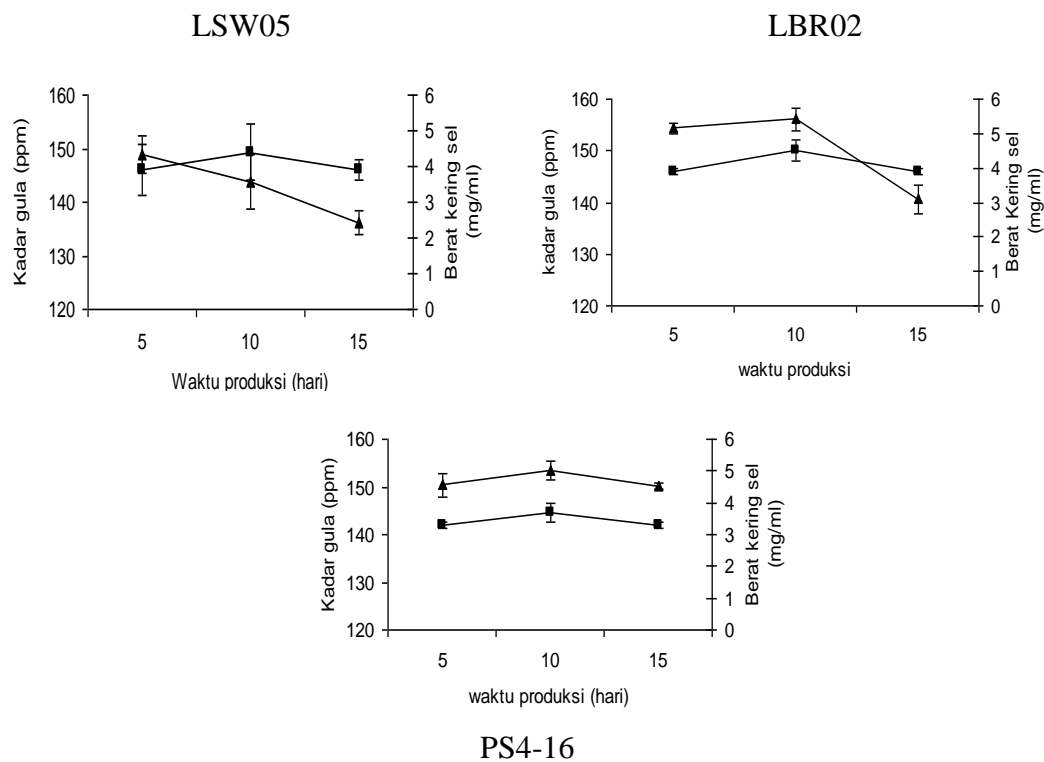 LSW05
Kadar gula (ppm)
160
150
140
130
120
6
5
4
3
2
1
0
Berat kering sel
(mg/ml)
5 10 15
Waktu produksi (hari)
LBR02
kadar gula (ppm)
160
150
140
130
120
6
5
4
3
2
1
0
Berat Kering sel
(mg/ml)
5 10 15
waktu produksi
Kadar gula (ppm)
160
150
140
130
120
6
5
4
3
2
1
0
Berat kering sel
(mg/ml)
5 10 15
waktu produksi (hari)
PS4-16